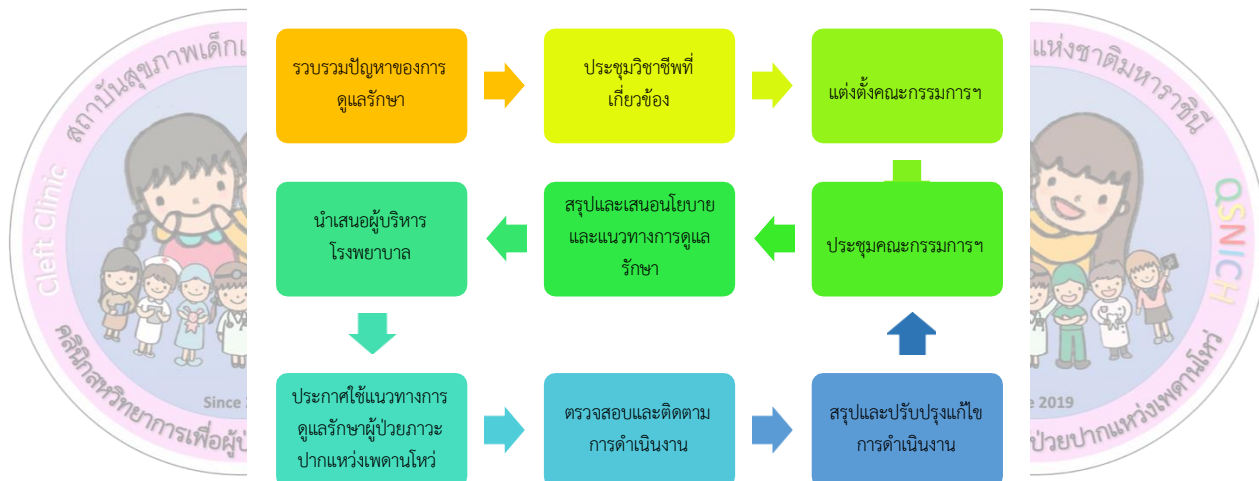 รวบรวมปัญหาของการ
ดูแลรักษา
ประชุมวิชาชีพที่
เกี่ยวข้อง
แต่งตั้งคณะกรรมการฯ
ประชุมคณะกรรมการฯ
สรุปและเสนอนโยบาย
และแนวทางการดูแล
รักษา
นำเสนอผู้บริหาร
โรงพยาบาล
ประกาศใช้แนวทางการ
ดูแลรักษาผู้ป่วยภาวะ
ปากแหว่งเพดานโหว่
ตรวจสอบและติดตาม
การดำเนินงาน
สรุปและปรับปรุงแก้ไข
การดำเนินงาน
สถาบันสุขภาพเด็ก
แห่งชาติมหาราชินี
Cleft Clinic
QSNICH
Since
2019
คลินิกสหวิทยาการเพื่อ
ป่วยปากแหว่งเพดานโหว่